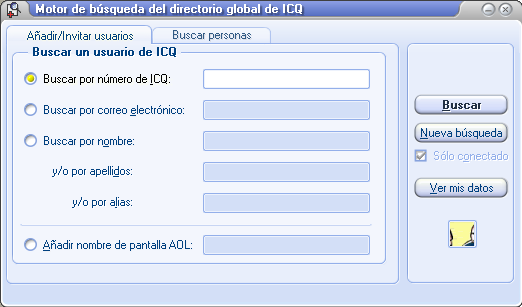 Motor de búsqueda del directorio global de ICQ
Añadir/Invitar usuarios
Buscar personas
Buscar un usuario de ICQ
Buscar por número de ICQ:
Buscar por correo electrónico:
Buscar por nombre:
y/o por apellidos:
y/o por alias:
Añadir nombre de pantalla AOL:
Buscar
Nueva búsqueda
Sólo conectado
Ver mis datos